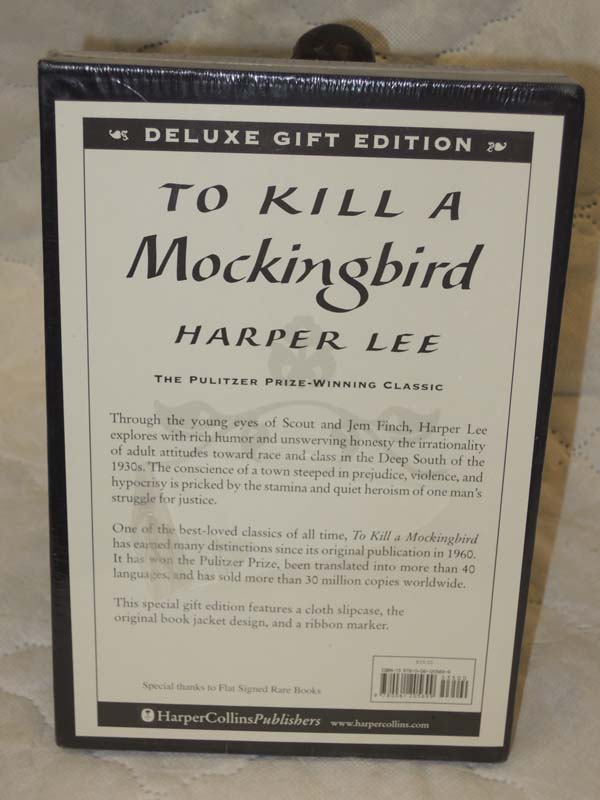 DELUXE GIFT EDITION
TO KILL A
Mockingbird
HARPER LEE
THE PULITZER PRIZE-WINNING CLASSIC
Through the young eyes of Scout and Jem Finch, Harper Lee
explores with rich humor and unswerving honesty the irrationality
of adult attitudes toward race and class in the Deep South of the
1930s. The conscience of a town steeped in prejudice, violence, and
hypocrisy is pricked by the stamina and quiet heroism of one man's
struggle for justice.
One of the best-loved classics of all time, To Kill a Mockingbird
has earned many distinctions since its original publication in 1960.
It has won the Pulitzer Prize, been translated into more than 40
languages, and has sold more than 30 million copies worldwide.
This special gift edition features a cloth slipcase, the
original book jacket design, and a ribbon marker.
Special thanks to Flat Signed Rare Books
HarperCollinsPublishers www.harpercollins.com